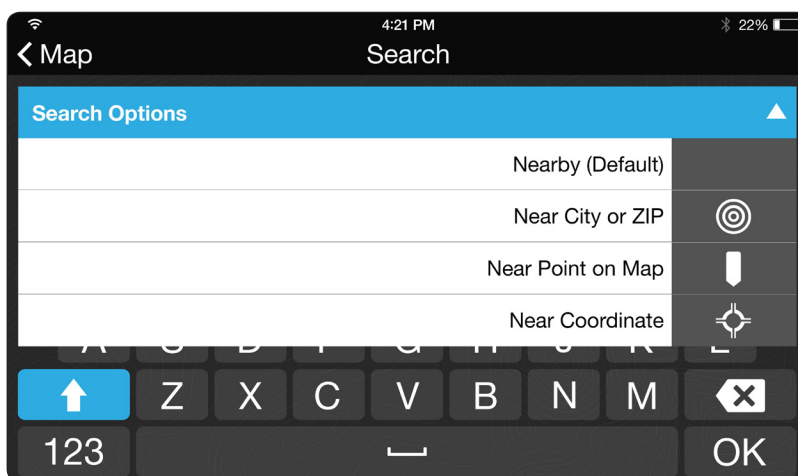 4:21 PM
22%
Map
Search
Search Options
Nearby (Default)
Near City or ZIP
Near Point on Map
Near Coordinate
A S D F G H J K L
Z X C V B N M
123
OK